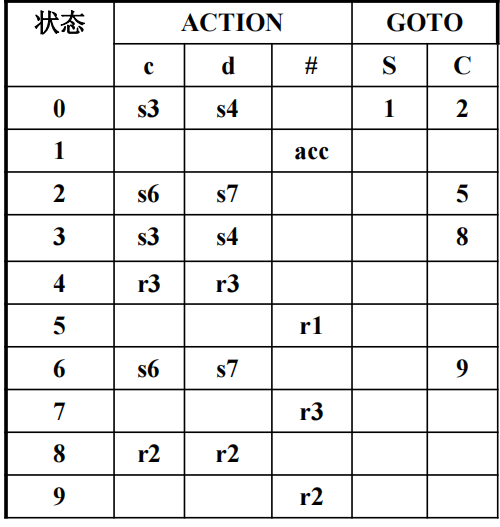 状态 ACTION GOTO
c d # S C
0 s3 s4 1 2
1 acc
2 s6 s7 5
3 s3 s4 8
4 r3 r3
5 r1
6 s6 s7 9
7 r3
8 r2 r2
9 r2